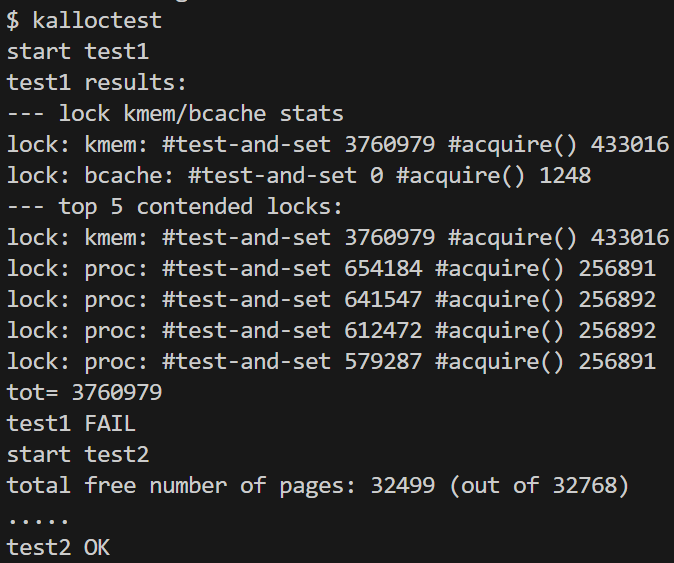 $ kalloctest
start test1
test1 results:
--- lock kmem/bcache stats
lock: kmem: #test-and-set 3760979 #acquire() 433016
lock: bcache: #test-and-set 0 #acquire() 1248
--- top 5 contended locks:
lock: kmem: #test-and-set 3760979 #acquire() 433016
lock: proc: #test-and-set 654184 #acquire() 256891
lock: proc: #test-and-set 641547 #acquire() 256892
lock: proc: #test-and-set 612472 #acquire() 256892
lock: proc: #test-and-set 579287 #acquire() 256891
tot= 3760979
test1 FAIL
start test2
total free number of pages: 32499 (out of 32768)
.....
test2 OK